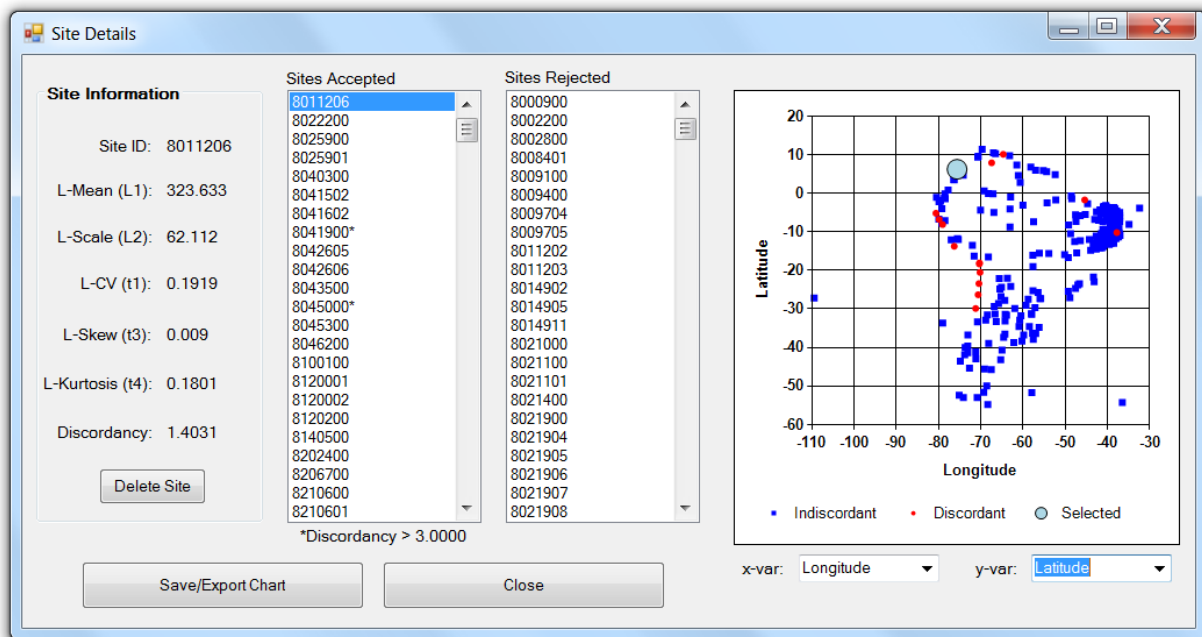 Site Details
Site Information
Site ID: 8011206
L-Mean (L1): 323.633
L-Scale (L2): 62.112
L-CV (t1): 0.1919
L-Skew (t3): 0.009
L-Kurtosis (t4): 0.1801
Discordancy: 1.4031
Delete Site
Sites Accepted
8011206
8022200
8025900
8025901
8040300
8041502
8041602
8041900*
8042605
8042606
8043500
8045000*
8045300
8046200
8100100
8120001
8120002
8120200
8140500
8202400
8206700
8210600
8210601
*Discordancy > 3.0000
Sites Rejected
8000900
8002200
8002800
8008401
8009100
8009400
8009704
8009705
8011202
8011203
8014902
8014905
8014911
8021000
8021100
8021101
8021400
8021900
8021904
8021905
8021906
8021907
8021908
Latitude
20
10
0
-10
-20
-30
-40
-50
-60
-110 -100 -90 -80 -70 -60 -50 -40 -30
Longitude
Indiscordant Discordant Selected
x-var: Longitude y-var: Latitude
Save/Export Chart
Close